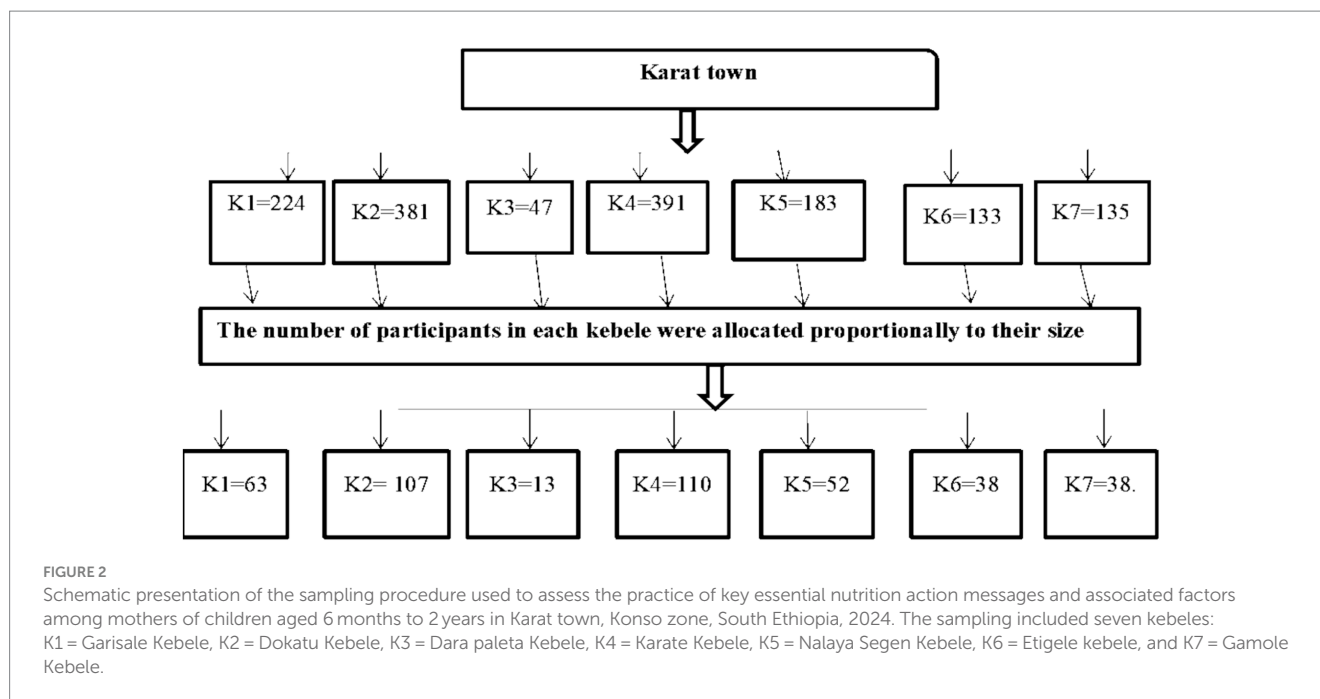 Karat town
K1=224
K2=381
K3=47
K4=391
K5=183
K6=133
K7=135
The number of participants in each kebele were allocated proportionally to their size
K1=63
K2= 107
K3=13
K4=110
K5=52
K6=38
K7=38.
FIGURE 2
Schematic presentation of the sampling procedure used to assess the practice of key essential nutrition action messages and associated factors
among mothers of children aged 6 months to 2 years in Karat town, Konso zone, South Ethiopia, 2024. The sampling included seven kebeles:
K1 = Garisale Kebele, K2 = Dokatu Kebele, K3 = Dara paleta Kebele, K4 = Karate Kebele, K5 = Nalaya Segen Kebele, K6 = Etigele kebele, and K7 = Gamole
Kebele.